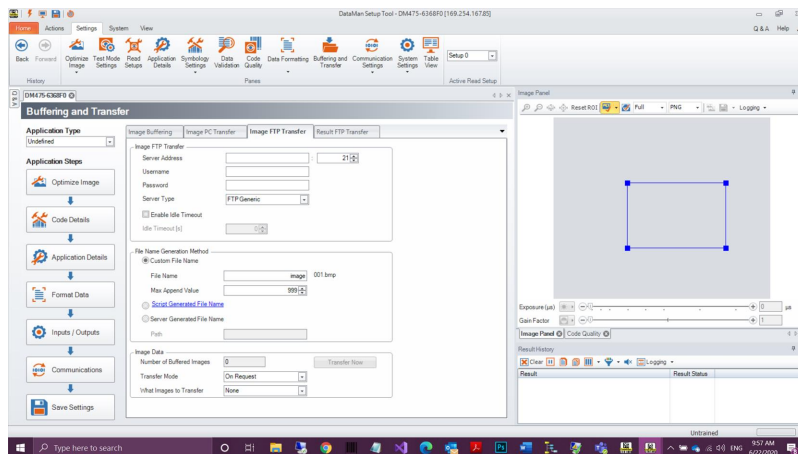 DataMan Setup Tool - DM475-6368F0 [169.254.167.85]
Home Actions Settings System View Q & A Help
Back Forward Optimize Image Test Mode Settings Read Setups Application Details Symbology Settings Data Validation Code Quality Data Formatting Buffering and Transfer Communication Settings System Settings Table View Setup 0
History Panes Active Read Setup
Q & A
DM475-6368F0
Buffering and Transfer
Application Type
Undefined
Application Steps
Optimize Image
Code Details
Application Details
Format Data
Inputs / Outputs
Communications
Save Settings
Image Buffering Image PC Transfer Image FTP Transfer Result FTP Transfer
Image FTP Transfer
Server Address : 21
Username
Password
Server Type FTP Generic
Enable Idle Timeout
Idle Timeout [s] 0
File Name Generation Method
Custom File Name
File Name image 001.bmp
Max Append Value 999
Script Generated File Name
Server Generated File Name
Path
Image Data
Number of Buffered Images 0 Transfer Now
Transfer Mode On Request
What Images to Transfer None
Image Panel
Reset ROI Full PNG Logging
Exposure (µs) 0 µs
Gain Factor 1
Image Panel Code Quality
Result History
Clear Logging
Result Result Status
Untrained
Type here to search
ENG 9:57 AM
6/22/2020